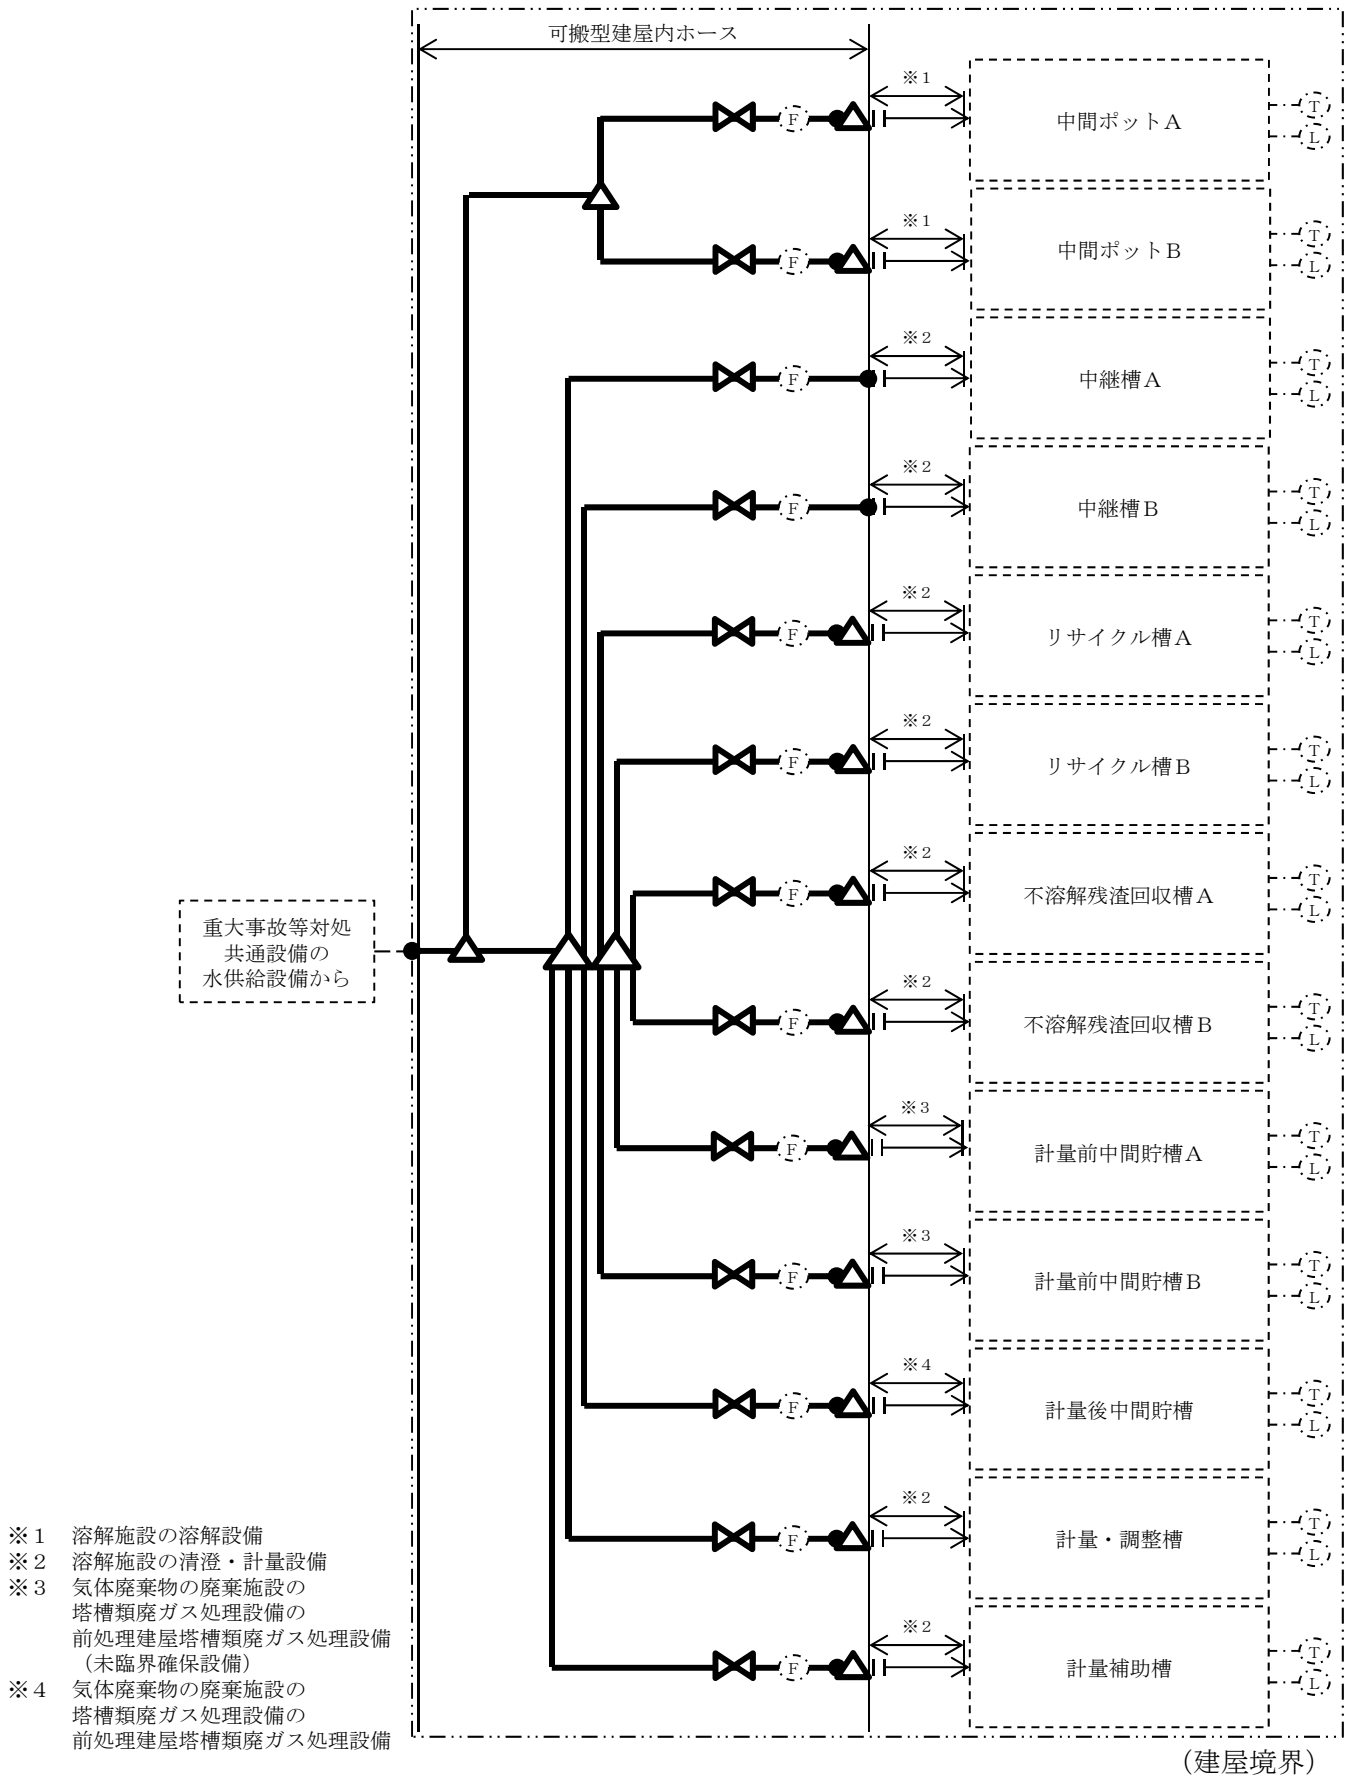 可搬型建屋内ホース
※１
F
中間ポットＡ
T
L
※１
F
中間ポットＢ
T
L
※２
F
中継槽Ａ
T
L
※２
F
中継槽Ｂ
T
L
※２
F
リサイクル槽Ａ
T
L
※２
F
リサイクル槽Ｂ
T
L
※２
F
不溶解残渣回収槽Ａ
T
L
重大事故等対処
共通設備の
水供給設備から
※２
F
不溶解残渣回収槽Ｂ
T
L
※３
F
計量前中間貯槽Ａ
T
L
※３
F
計量前中間貯槽Ｂ
T
L
※４
F
計量後中間貯槽
T
L
※２
F
計量・調整槽
T
L
※２
F
計量補助槽
T
L
※１　溶解施設の溶解設備
※２　溶解施設の清澄・計量設備
※３　気体廃棄物の廃棄施設の
塔槽類廃ガス処理設備の
前処理建屋塔槽類廃ガス処理設備
（未臨界確保設備）
※４　気体廃棄物の廃棄施設の
塔槽類廃ガス処理設備の
前処理建屋塔槽類廃ガス処理設備
（建屋境界）